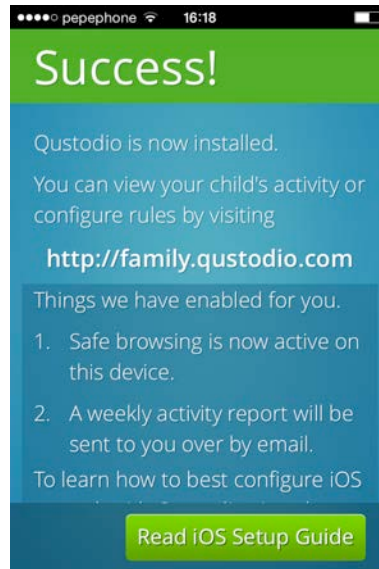 pepephone 16:18
Success!
Qustodio is now installed.
You can view your child's activity or
configure rules by visiting
http://family.qustodio.com
Things we have enabled for you.
1. Safe browsing is now active on
this device.
2. A weekly activity report will be
sent to you over by email.
To learn how to best configure iOS
Read iOS Setup Guide